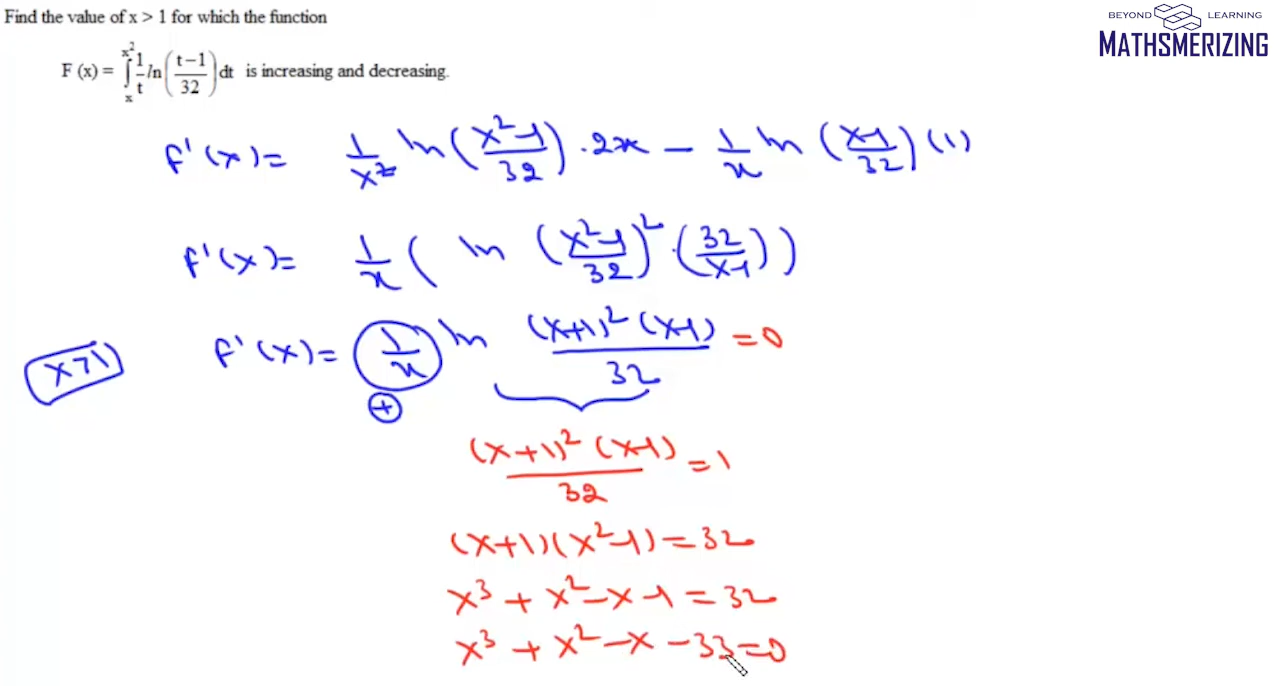 Find the value of x > 1 for which the function
BEYOND LEARNING
MATHSMERIZING
F (x) = ∫ₓ^(x²) 1/t ln((t−1)/32) dt is increasing and decreasing.
f'(x) = 1/x² ln((x²−1)/32) · 2x − 1/x ln((x−1)/32) (1)
f'(x) = 1/x ( ln ((x²−1)/32)² · (32/(x−1)) )
x>1
f'(x) = 1/x ln (x+1)²(x−1)/32 = 0
+
(x+1)²(x−1)/32 = 1
(x+1)(x²−1) = 32
x³ + x² − x − 1 = 32
x³ + x² − x − 33 = 0